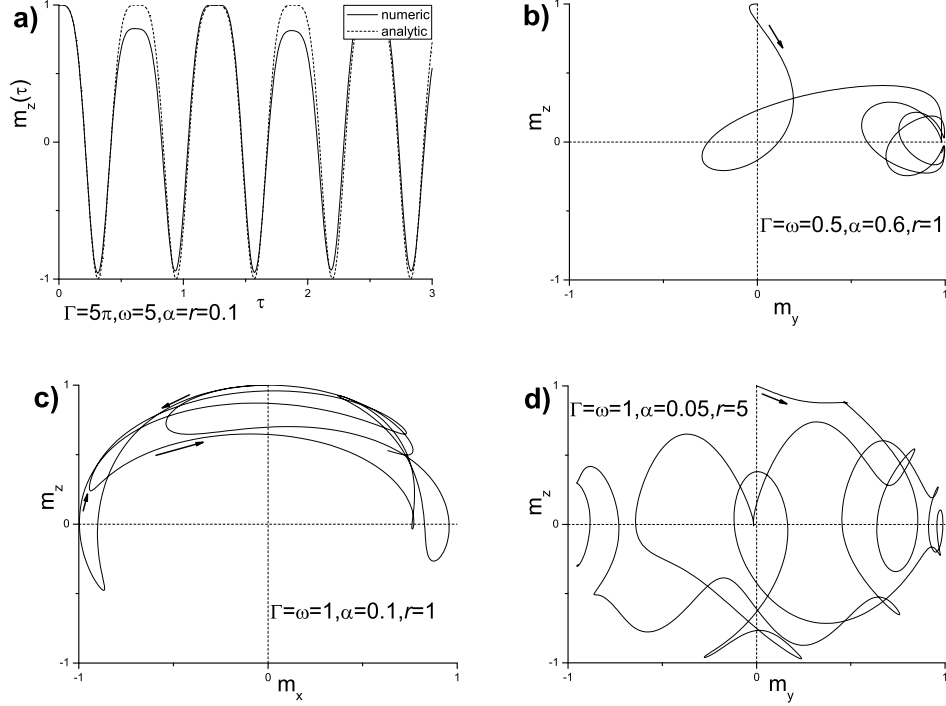 a)
1
0
-1
m_z(τ)
numeric
analytic
0
1
2
3
τ
Γ=5π,ω=5,α=r=0.1
b)
1
0
-1
m_z
Γ=ω=0.5,α=0.6,r=1
-1
0
1
m_y
c)
1
0
-1
m_z
Γ=ω=1,α=0.1,r=1
-1
0
1
m_x
d)
Γ=ω=1,α=0.05,r=5
1
0
-1
m_z
-1
0
1
m_y